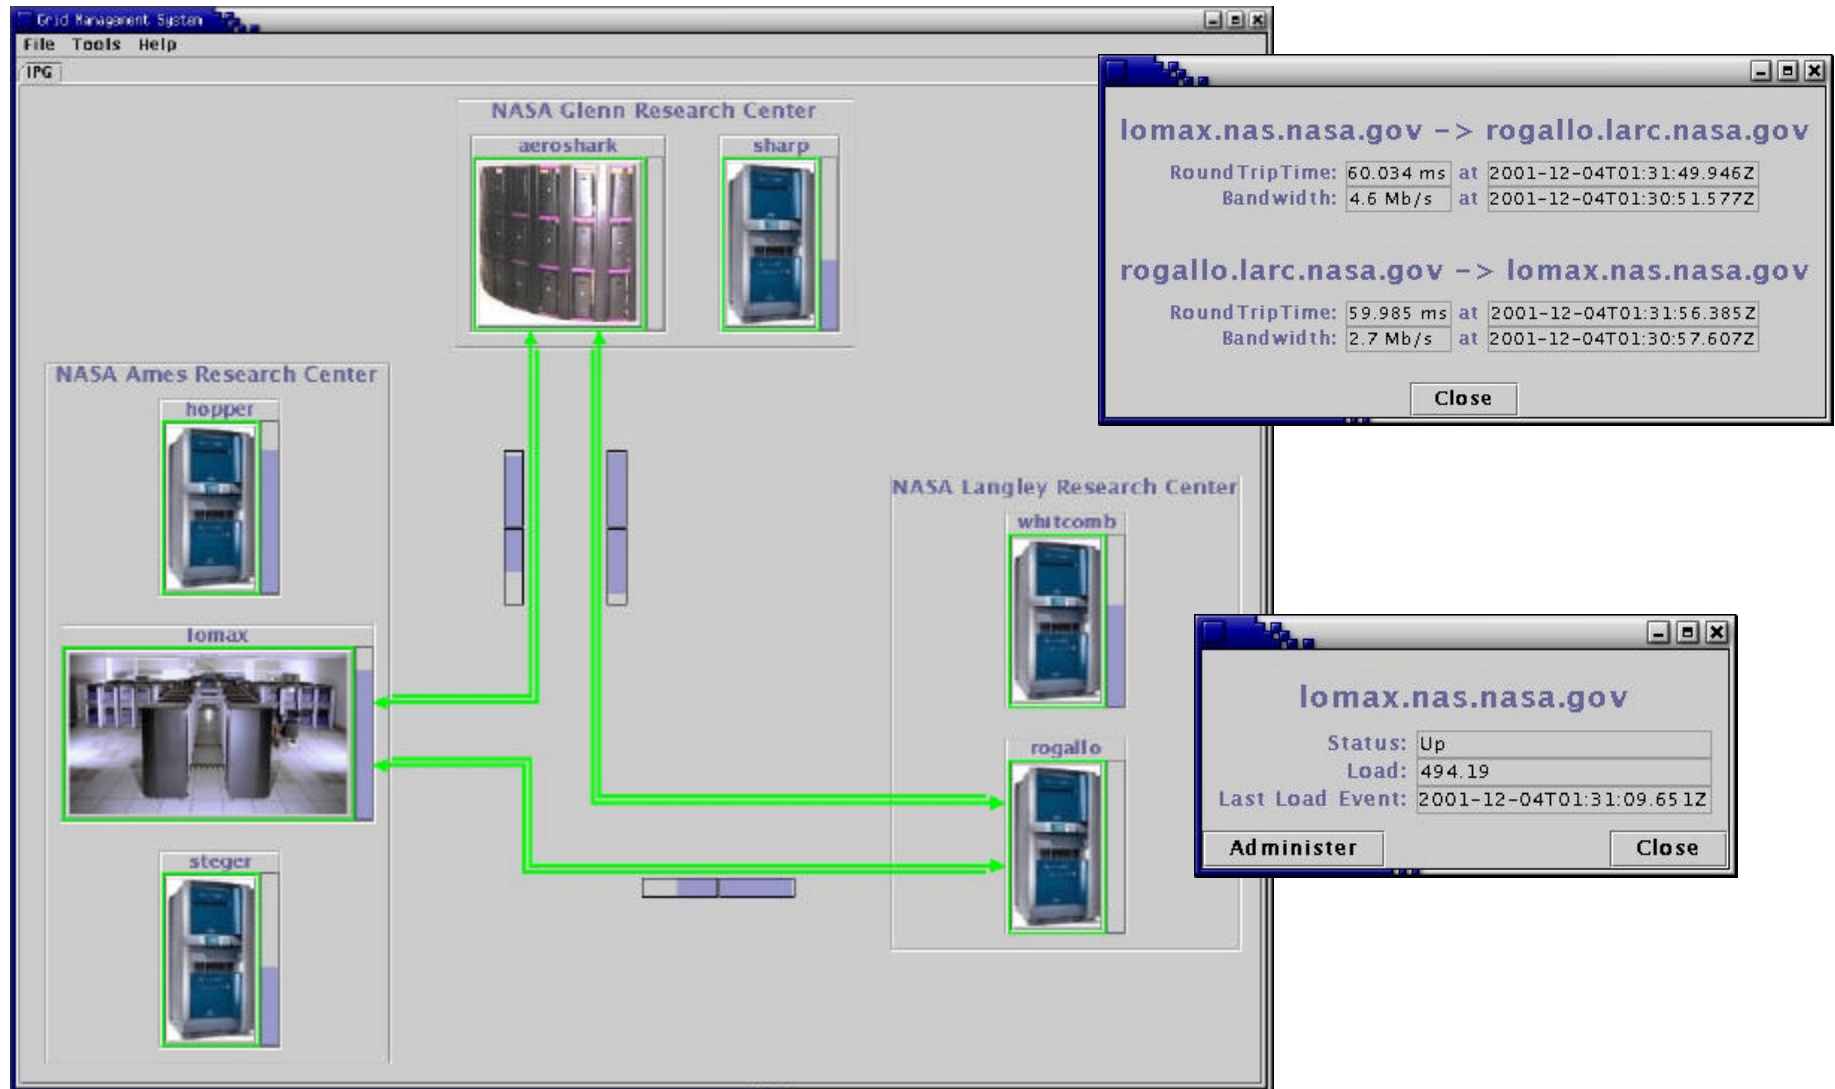 Grid Management System
File Tools Help
IPG
NASA Glenn Research Center
aeroshark
sharp
NASA Ames Research Center
hopper
lomax
steger
NASA Langley Research Center
whitcomb
rogallo
lomax.nas.nasa.gov -> rogallo.larc.nasa.gov
RoundTripTime: 60.034 ms at 2001-12-04T01:31:49.946Z
Bandwidth: 4.6 Mb/s at 2001-12-04T01:30:51.577Z
rogallo.larc.nasa.gov -> lomax.nas.nasa.gov
RoundTripTime: 59.985 ms at 2001-12-04T01:31:56.385Z
Bandwidth: 2.7 Mb/s at 2001-12-04T01:30:57.607Z
Close
lomax.nas.nasa.gov
Status: Up
Load: 494.19
Last Load Event: 2001-12-04T01:31:09.651Z
Administer Close